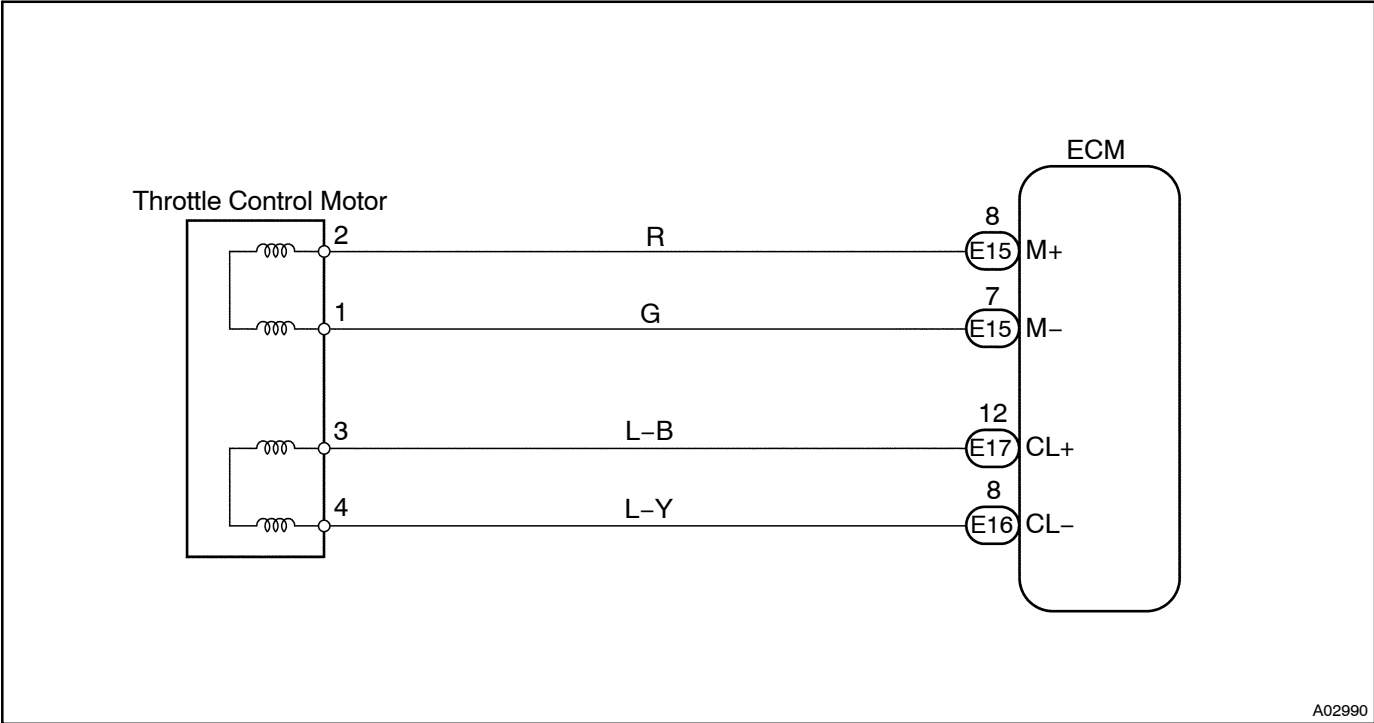 ECM
Throttle Control Motor
2 R 8 E15 M+
1 G 7 E15 M−
3 L−B 12 E17 CL+
4 L−Y 8 E16 CL−
A02990